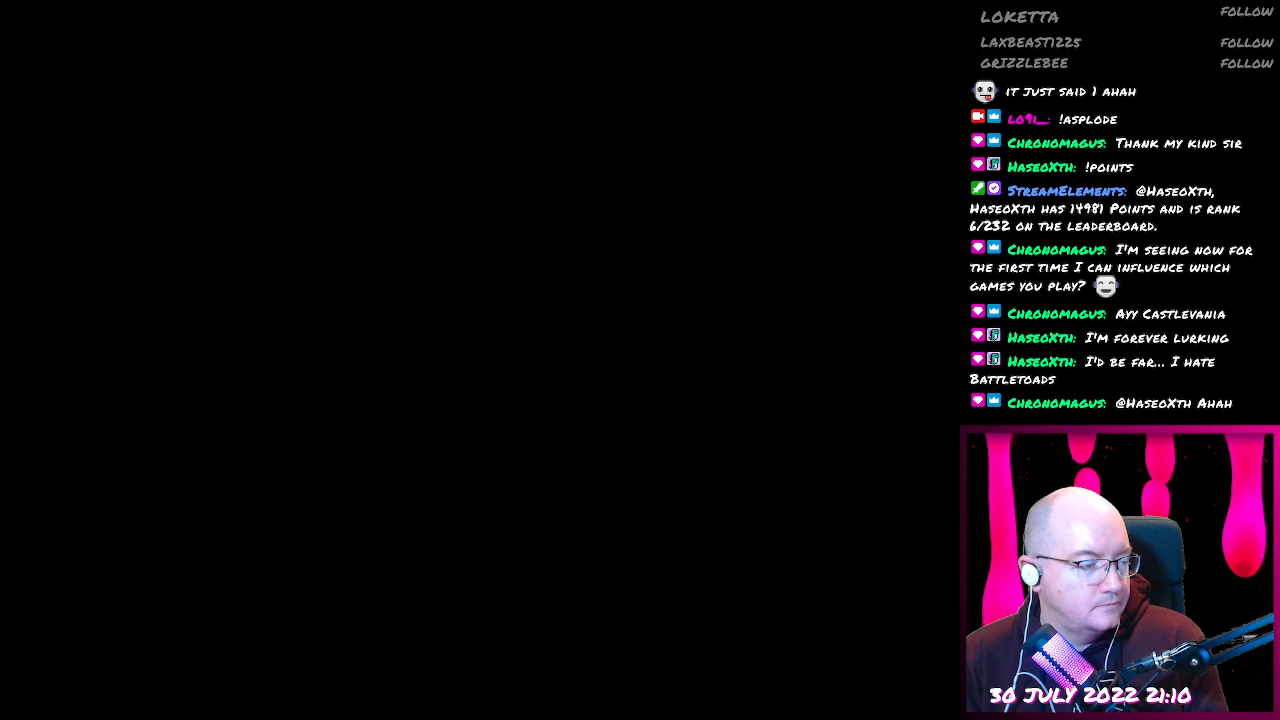 LOKETTA FOLLOW
LAXBEAST1225 FOLLOW
GRIZZLEBEE FOLLOW
IT JUST SAID 1 AHAH
LO9I_: !ASPLODE
CHRONOMAGUS: THANK MY KIND SIR
HASEOXTH: !POINTS
STREAMELEMENTS: @HASEOXTH,
HASEOXTH HAS 14981 POINTS AND IS RANK
6/232 ON THE LEADERBOARD.
CHRONOMAGUS: I'M SEEING NOW FOR
THE FIRST TIME I CAN INFLUENCE WHICH
GAMES YOU PLAY?
CHRONOMAGUS: AYY CASTLEVANIA
HASEOXTH: I'M FOREVER LURKING
HASEOXTH: I'D BE FAR... I HATE
BATTLETOADS
CHRONOMAGUS: @HASEOXTH AHAH
30 JULY 2022 21:10